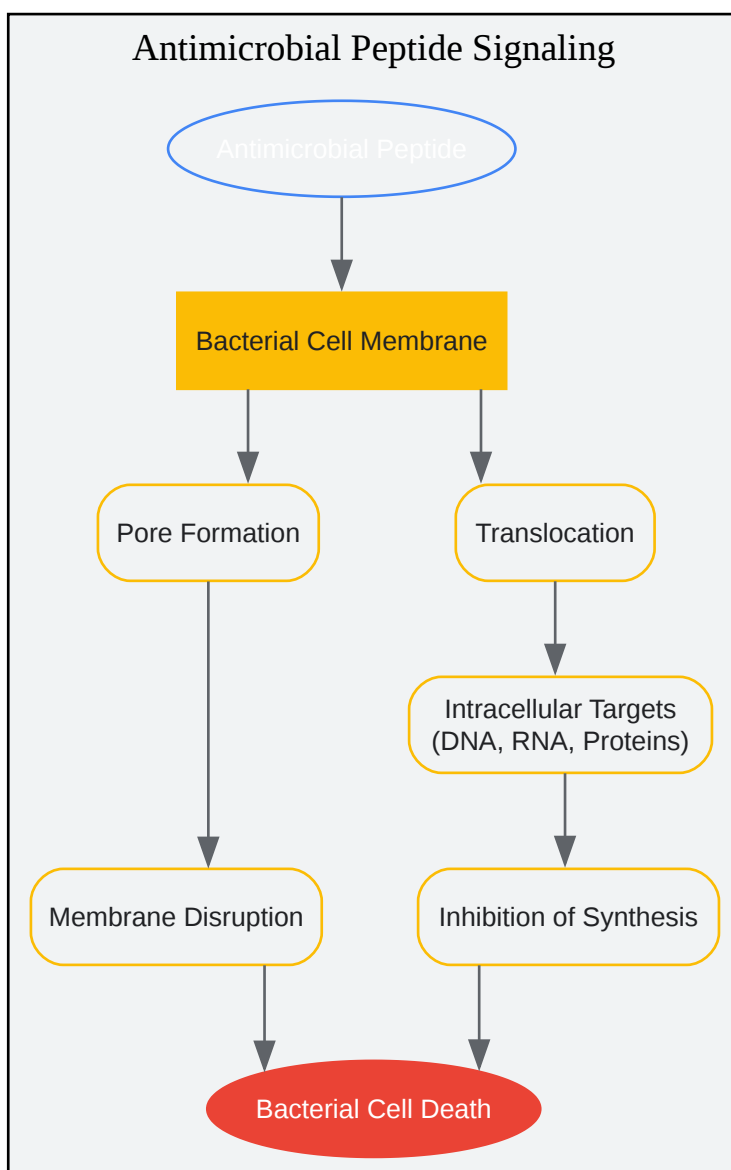 Antimicrobial Peptide Signaling
Antimicrobial Peptide
Bacterial Cell Membrane
Pore Formation
Translocation
Intracellular Targets
(DNA, RNA, Proteins)
Membrane Disruption
Inhibition of Synthesis
Bacterial Cell Death